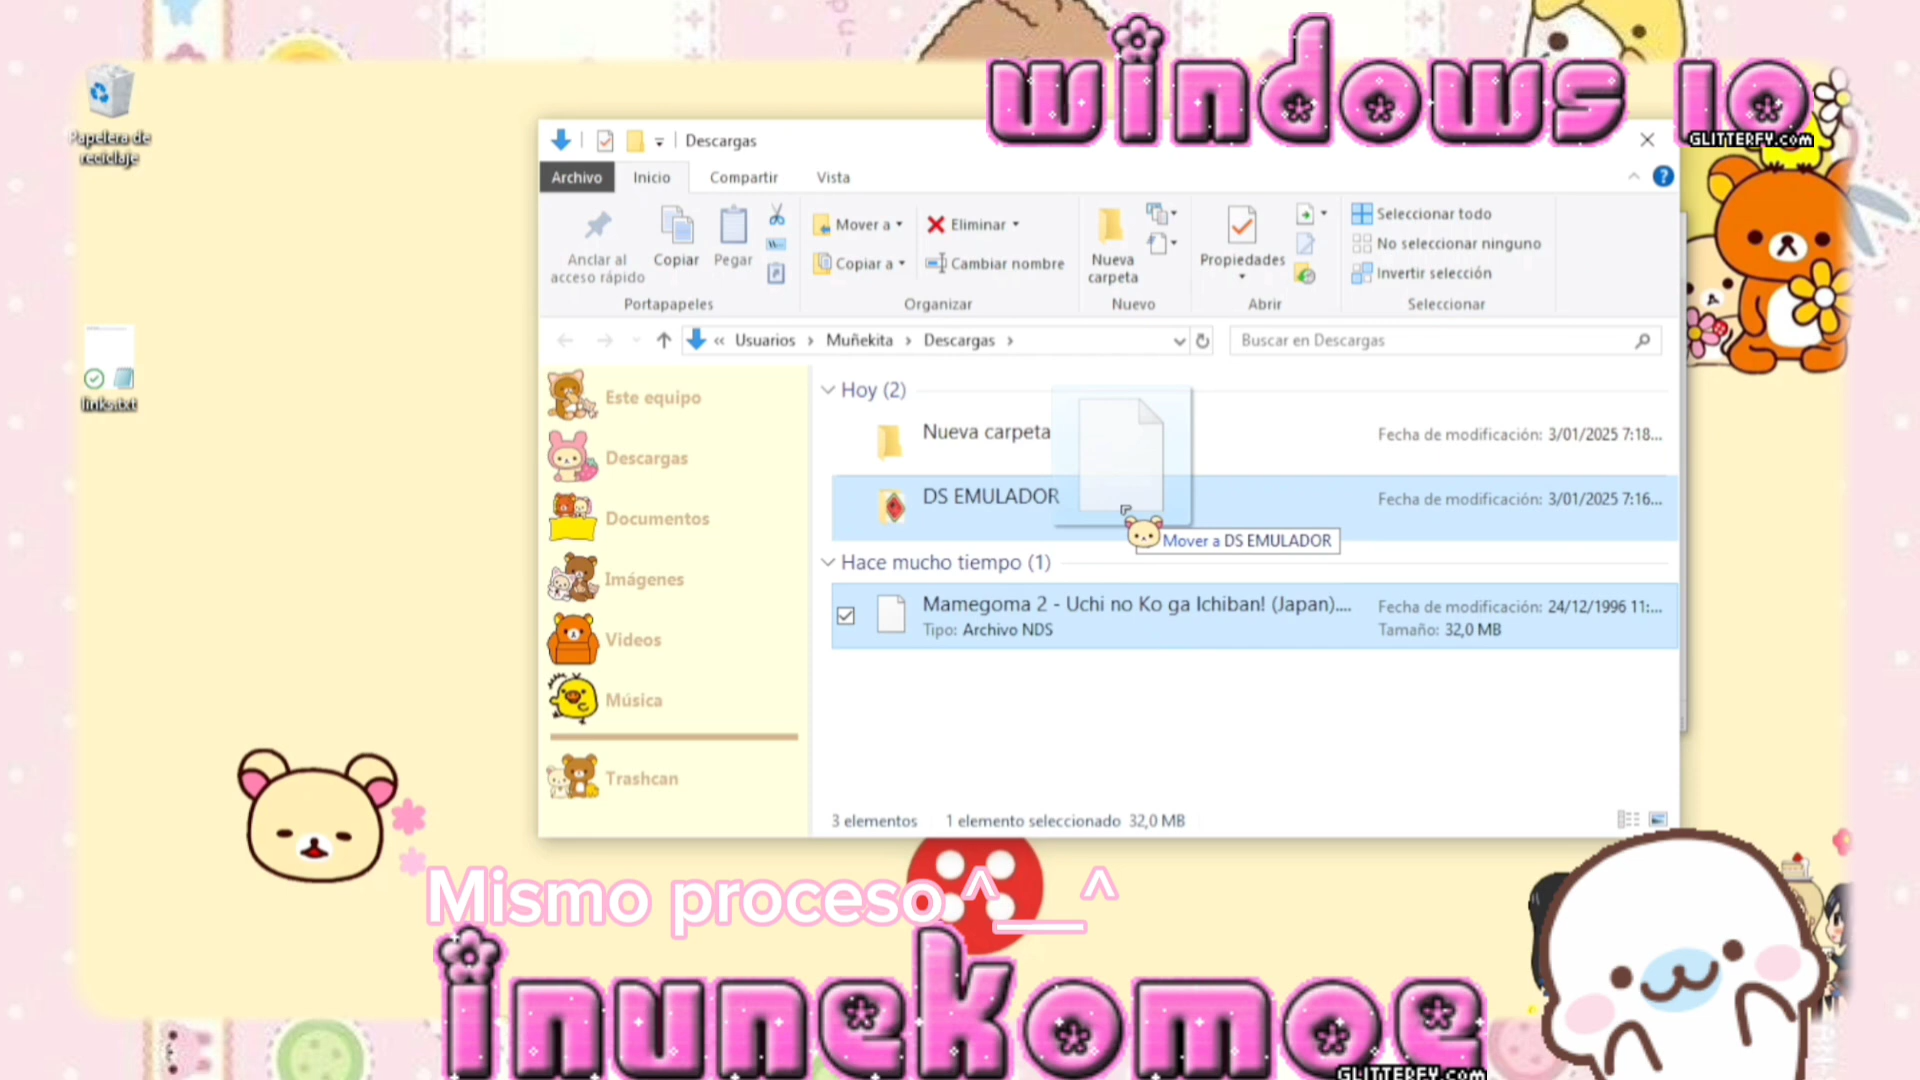 windows 10
GLITTERFY.com
Papelera de
reciclaje
links.txt
Descargas
Archivo
Inicio
Compartir
Vista
Anclar al
acceso rápido
Copiar
Pegar
Portapapeles
Mover a
Copiar a
Eliminar
Cambiar nombre
Organizar
Nueva
carpeta
Nuevo
Propiedades
Abrir
Seleccionar todo
No seleccionar ninguno
Invertir selección
Seleccionar
« Usuarios › Muñekita › Descargas ›
Buscar en Descargas
Este equipo
Descargas
Documentos
Imágenes
Videos
Música
Trashcan
Hoy (2)
Nueva carpeta
Fecha de modificación: 3/01/2025 7:18...
DS EMULADOR
Fecha de modificación: 3/01/2025 7:16...
Mover a DS EMULADOR
Hace mucho tiempo (1)
Mamegoma 2 - Uchi no Ko ga Ichiban! (Japan)....
Fecha de modificación: 24/12/1996 11:...
Tipo: Archivo NDS
Tamaño: 32,0 MB
3 elementos
1 elemento seleccionado 32,0 MB
Mismo proceso ^__^
inunekomoe
GLITTERFY.com